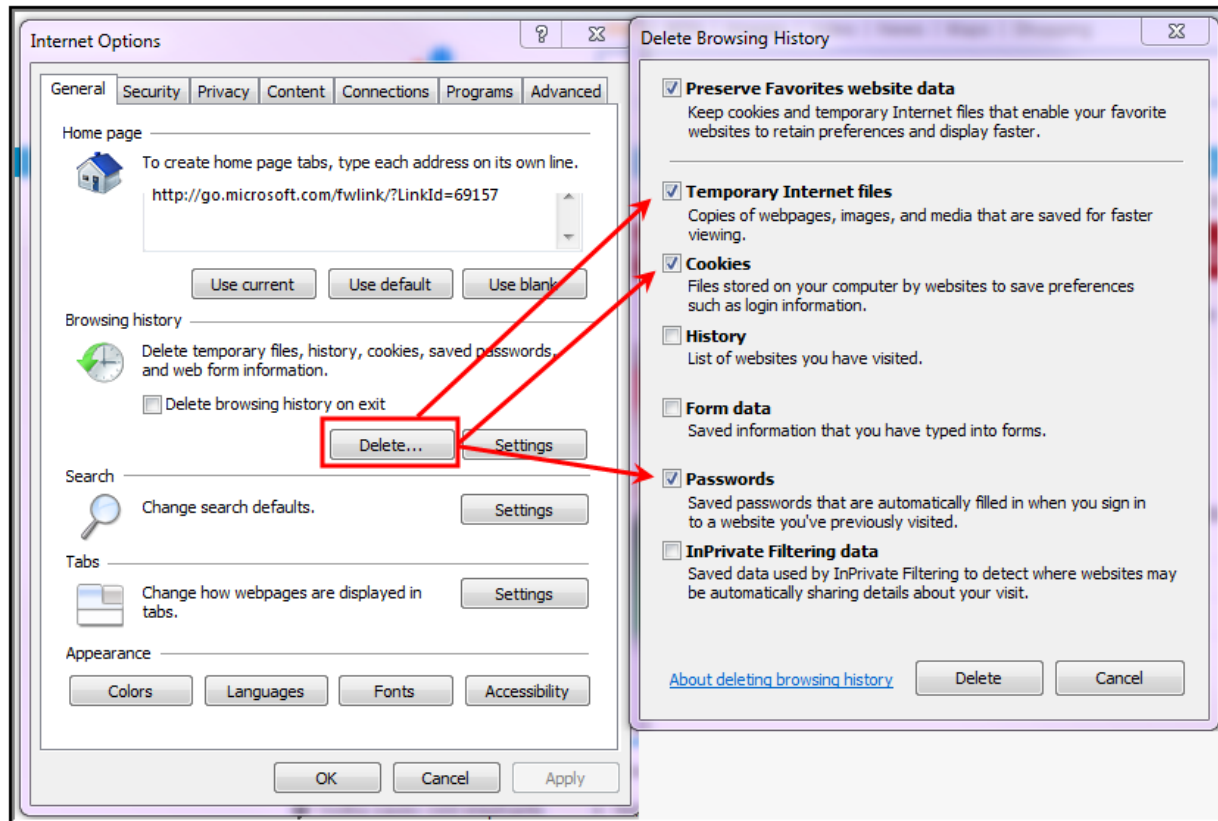 Internet Options
General Security Privacy Content Connections Programs Advanced
Home page
To create home page tabs, type each address on its own line.
http://go.microsoft.com/fwlink/?LinkId=69157
Use current Use default Use blank
Browsing history
Delete temporary files, history, cookies, saved passwords,
and web form information.
Delete browsing history on exit
Delete... Settings
Search
Change search defaults.
Settings
Tabs
Change how webpages are displayed in
tabs.
Settings
Appearance
Colors Languages Fonts Accessibility
OK Cancel Apply
Delete Browsing History
Preserve Favorites website data
Keep cookies and temporary Internet files that enable your favorite
websites to retain preferences and display faster.
Temporary Internet files
Copies of webpages, images, and media that are saved for faster
viewing.
Cookies
Files stored on your computer by websites to save preferences
such as login information.
History
List of websites you have visited.
Form data
Saved information that you have typed into forms.
Passwords
Saved passwords that are automatically filled in when you sign in
to a website you've previously visited.
InPrivate Filtering data
Saved data used by InPrivate Filtering to detect where websites may
be automatically sharing details about your visit.
About deleting browsing history Delete Cancel